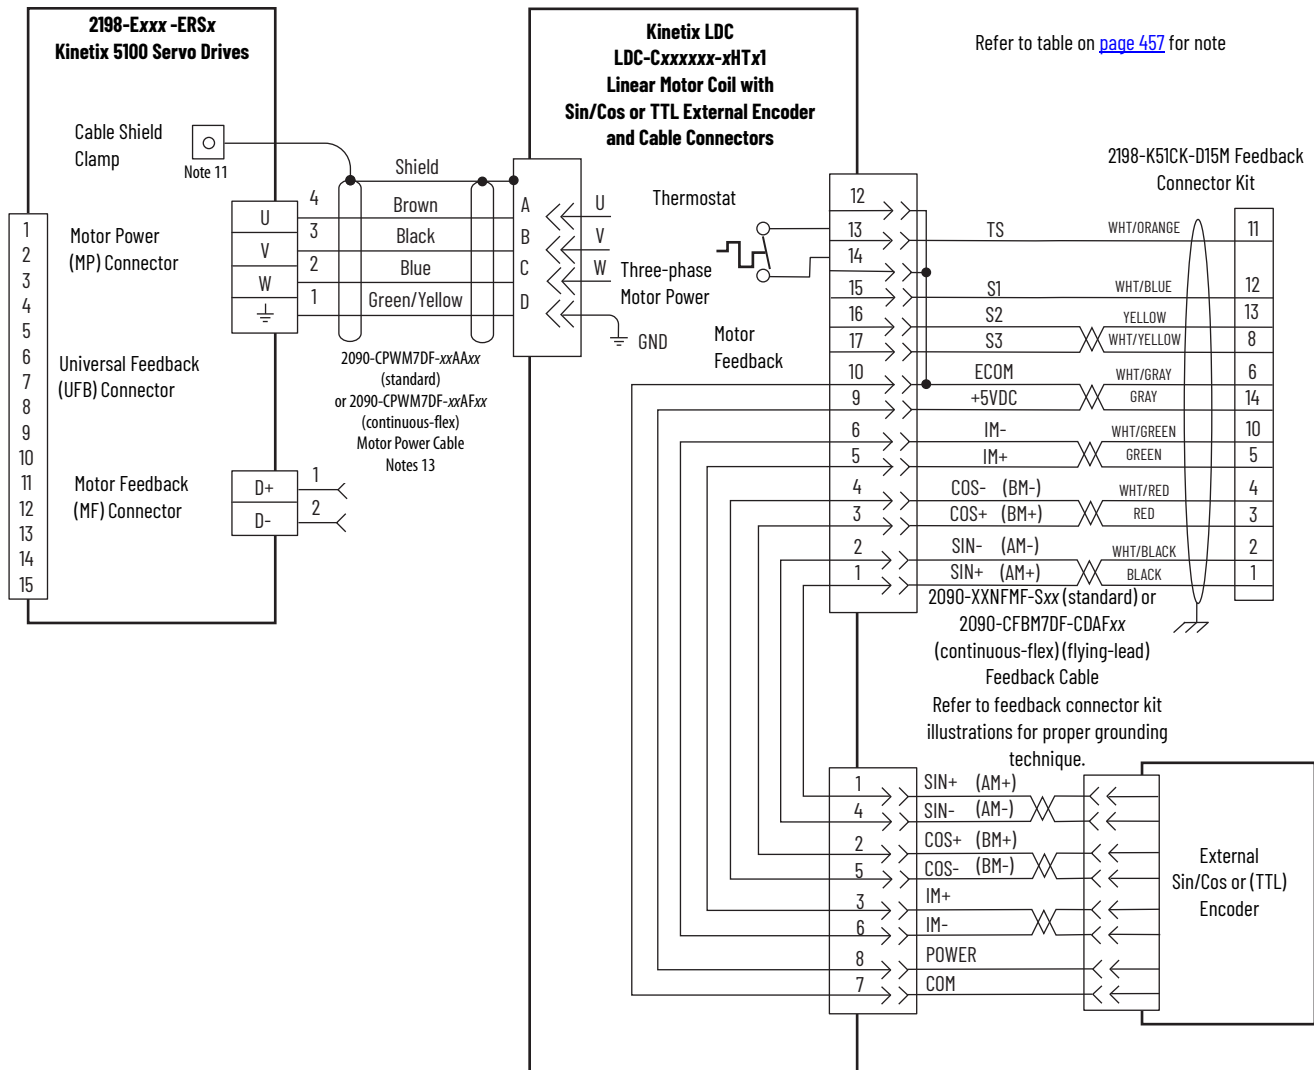 2198-Exxx -ERSx
Kinetix 5100 Servo Drives
Cable Shield
Clamp
Note 11
1
2
3
4
5
6
7
8
9
10
11
12
13
14
15
Motor Power
(MP) Connector
Universal Feedback
(UFB) Connector
Motor Feedback
(MF) Connector
U
V
W
4
3
2
1
D+
D-
1
2
Shield
Brown
Black
Blue
Green/Yellow
2090-CPWM7DF-xxAAxx
(standard)
or 2090-CPWM7DF-xxAFxx
(continuous-flex)
Motor Power Cable
Notes 13
Kinetix LDC
LDC-Cxxxxxx-xHTx1
Linear Motor Coil with
Sin/Cos or TTL External Encoder
and Cable Connectors
A
B
C
D
U
V
W
GND
Three-phase
Motor Power
Thermostat
Motor
Feedback
Refer to table on page 457 for note
2198-K51CK-D15M Feedback
Connector Kit
12
13 TS WHT/ORANGE 11
14
15 S1 WHT/BLUE 12
16 S2 YELLOW 13
17 S3 WHT/YELLOW 8
10 ECOM WHT/GRAY 6
9 +5VDC GRAY 14
6 IM- WHT/GREEN 10
5 IM+ GREEN 5
4 COS- (BM-) WHT/RED 4
3 COS+ (BM+) RED 3
2 SIN- (AM-) WHT/BLACK 2
1 SIN+ (AM+) BLACK 1
2090-XXNFMF-Sxx (standard) or
2090-CFBM7DF-CDAFxx
(continuous-flex) (flying-lead)
Feedback Cable
Refer to feedback connector kit
illustrations for proper grounding
technique.
1 SIN+ (AM+)
4 SIN- (AM-)
2 COS+ (BM+)
5 COS- (BM-)
3 IM+
6 IM-
8 POWER
7 COM
External
Sin/Cos or (TTL)
Encoder